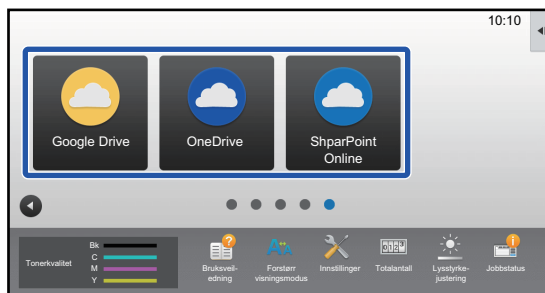 10:10
Google Drive
OneDrive
ShparPoint
Online
Tonerkvalitet
Bk
C
M
Y
Bruksveil-
edning
Forstørr
visningsmodus
Innstillinger
Totalantall
Lysstyrke-
justering
Jobbstatus